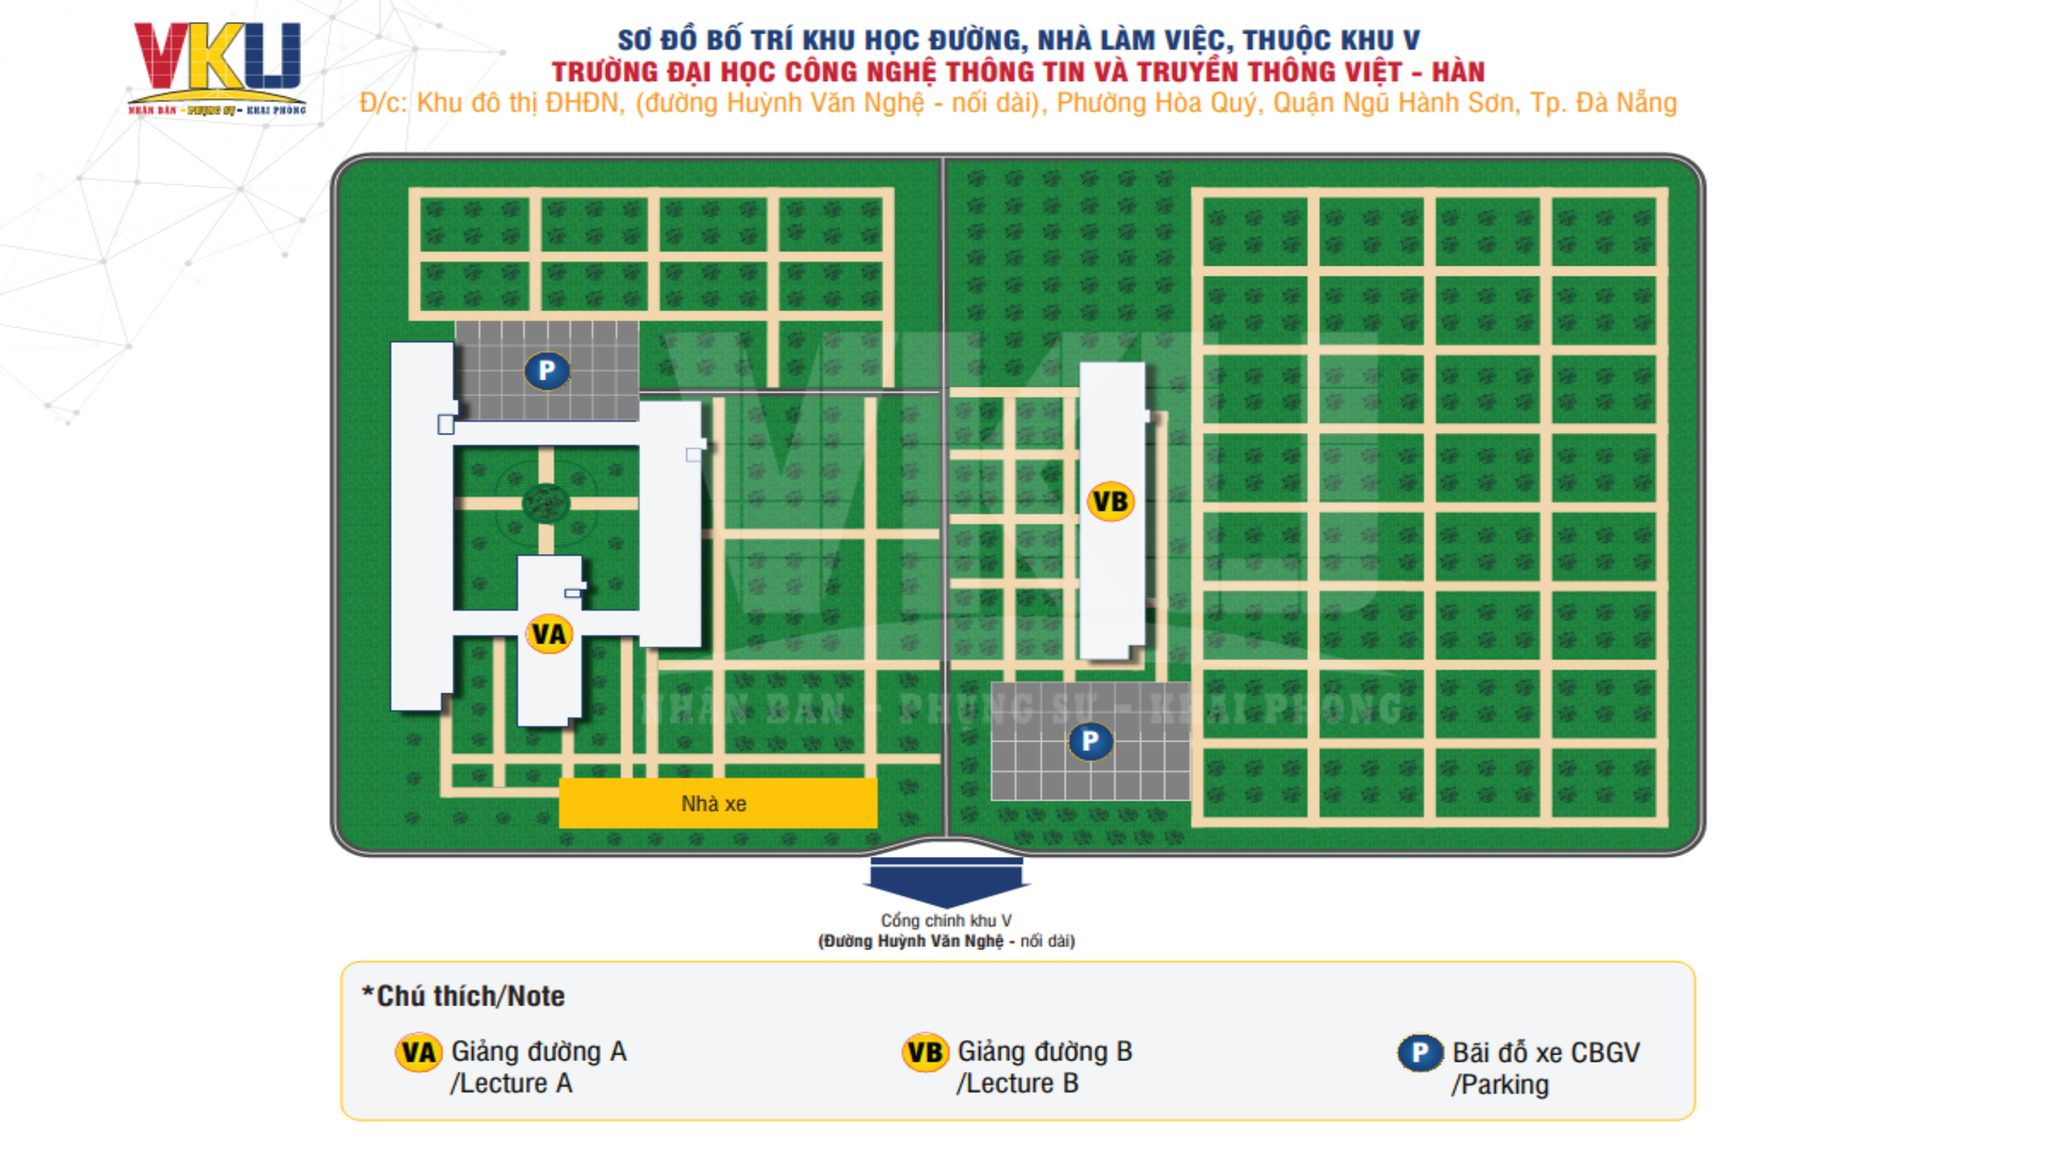 VKU
NHÂN BẢN - PHỤNG SỰ - KHAI PHÓNG
SƠ ĐỒ BỐ TRÍ KHU HỌC ĐƯỜNG, NHÀ LÀM VIỆC, THUỘC KHU V
TRƯỜNG ĐẠI HỌC CÔNG NGHỆ THÔNG TIN VÀ TRUYỀN THÔNG VIỆT - HÀN
Đ/c: Khu đô thị ĐHĐN, (đường Huỳnh Văn Nghệ - nối dài), Phường Hòa Quý, Quận Ngũ Hành Sơn, Tp. Đà Nẵng
P
VKU
VB
VA
NHÂN BẢN - PHỤNG SỰ - KHAI PHÓNG
P
Nhà xe
Cổng chính khu V
(Đường Huỳnh Văn Nghệ - nối dài)
*Chú thích/Note
VA Giảng đường A
/Lecture A
VB Giảng đường B
/Lecture B
P Bãi đỗ xe CBGV
/Parking